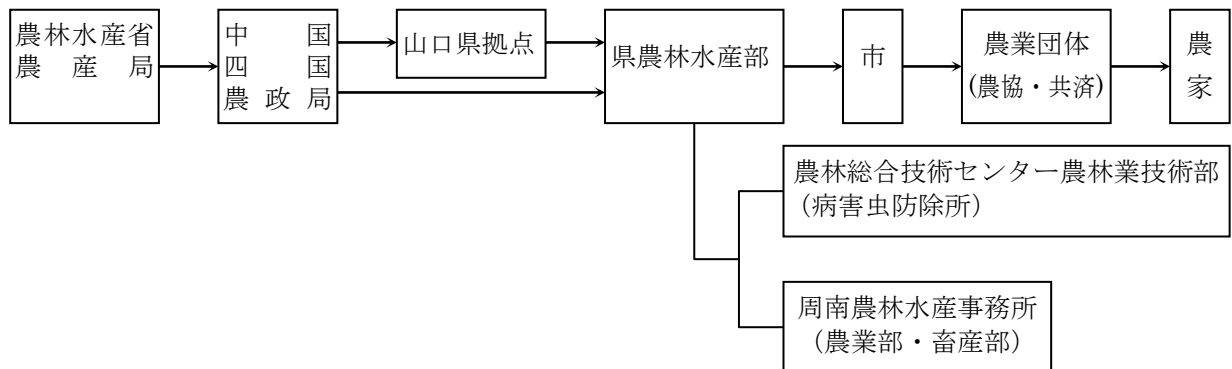 農林水産省
農産局
中国
四国
農政局
山口県拠点
県農林水産部
市
農業団体
(農協・共済)
農
家
農林総合技術センター農林業技術部
（病害虫防除所）
周南農林水産事務所
（農業部・畜産部）